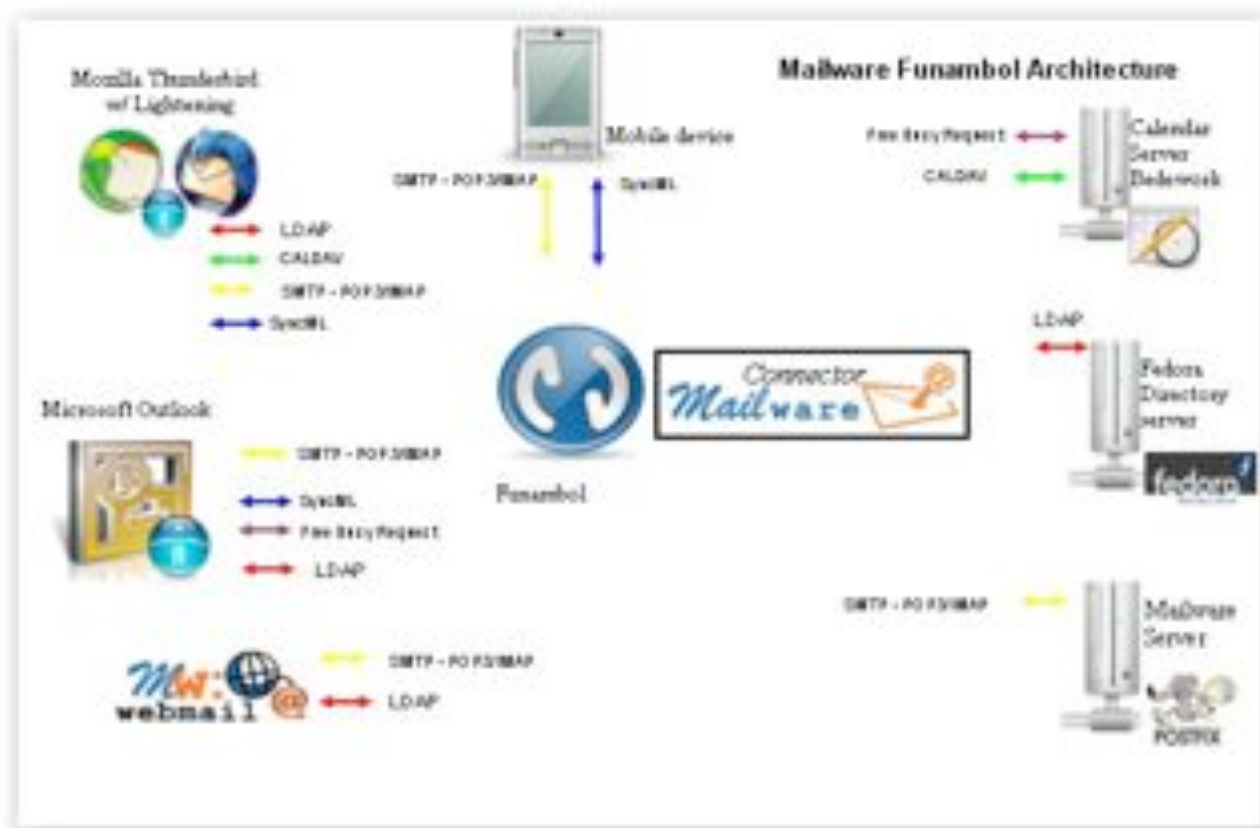 Mozilla Thunderbird
w/ Lightening
LDAP
CALDAV
SMTP - POP3/IMAP
SyncML
Mobile device
SMTP - POP3/IMAP
SyncML
Mailware Funambol Architecture
Free Busy Request
CALDAV
Calendar
Server
Bedework
LDAP
Fedora
Directory
server
fedora
Connector
Mailware
Funambol
Microsoft Outlook
SMTP - POP3/IMAP
SyncML
Free Busy Request
LDAP
MW:
webmail
SMTP - POP3/IMAP
LDAP
SMTP - POP3/IMAP
Mailware
Server
POSTFIX